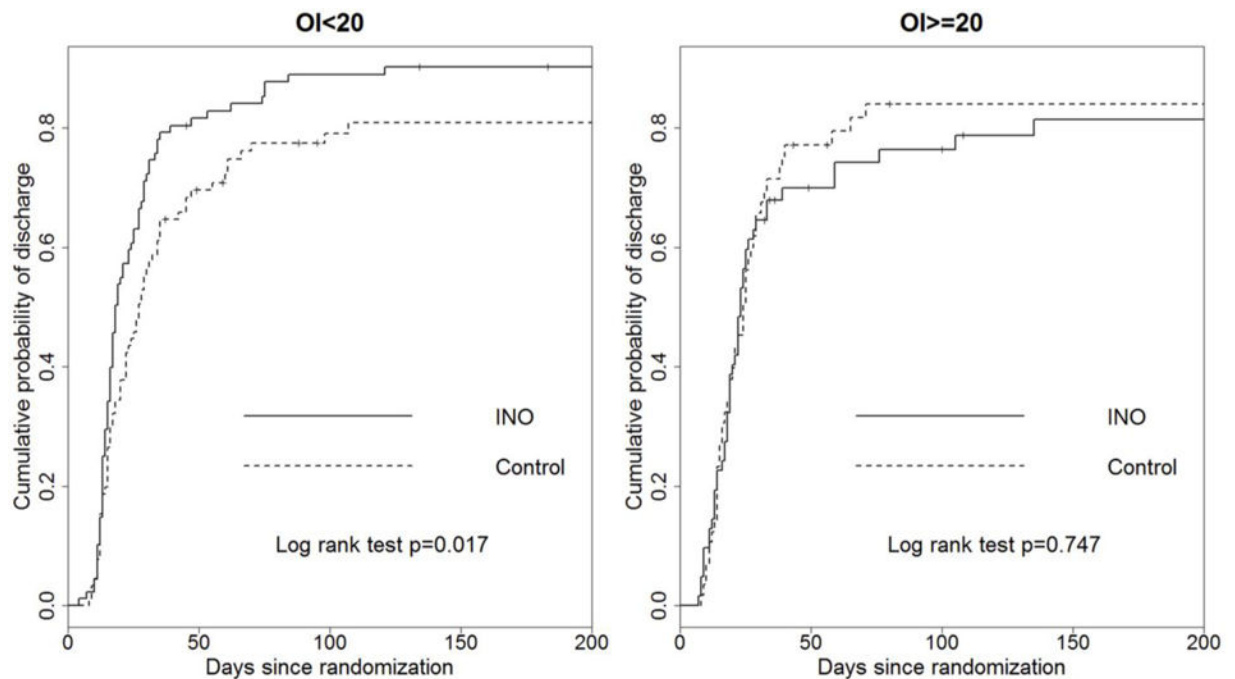 OI<20
Cumulative probability of discharge
0.8
0.6
0.4
0.2
0.0
INO
Control
Log rank test p=0.017
0 50 100 150 200
Days since randomization
OI>=20
Cumulative probability of discharge
0.8
0.6
0.4
0.2
0.0
INO
Control
Log rank test p=0.747
0 50 100 150 200
Days since randomization